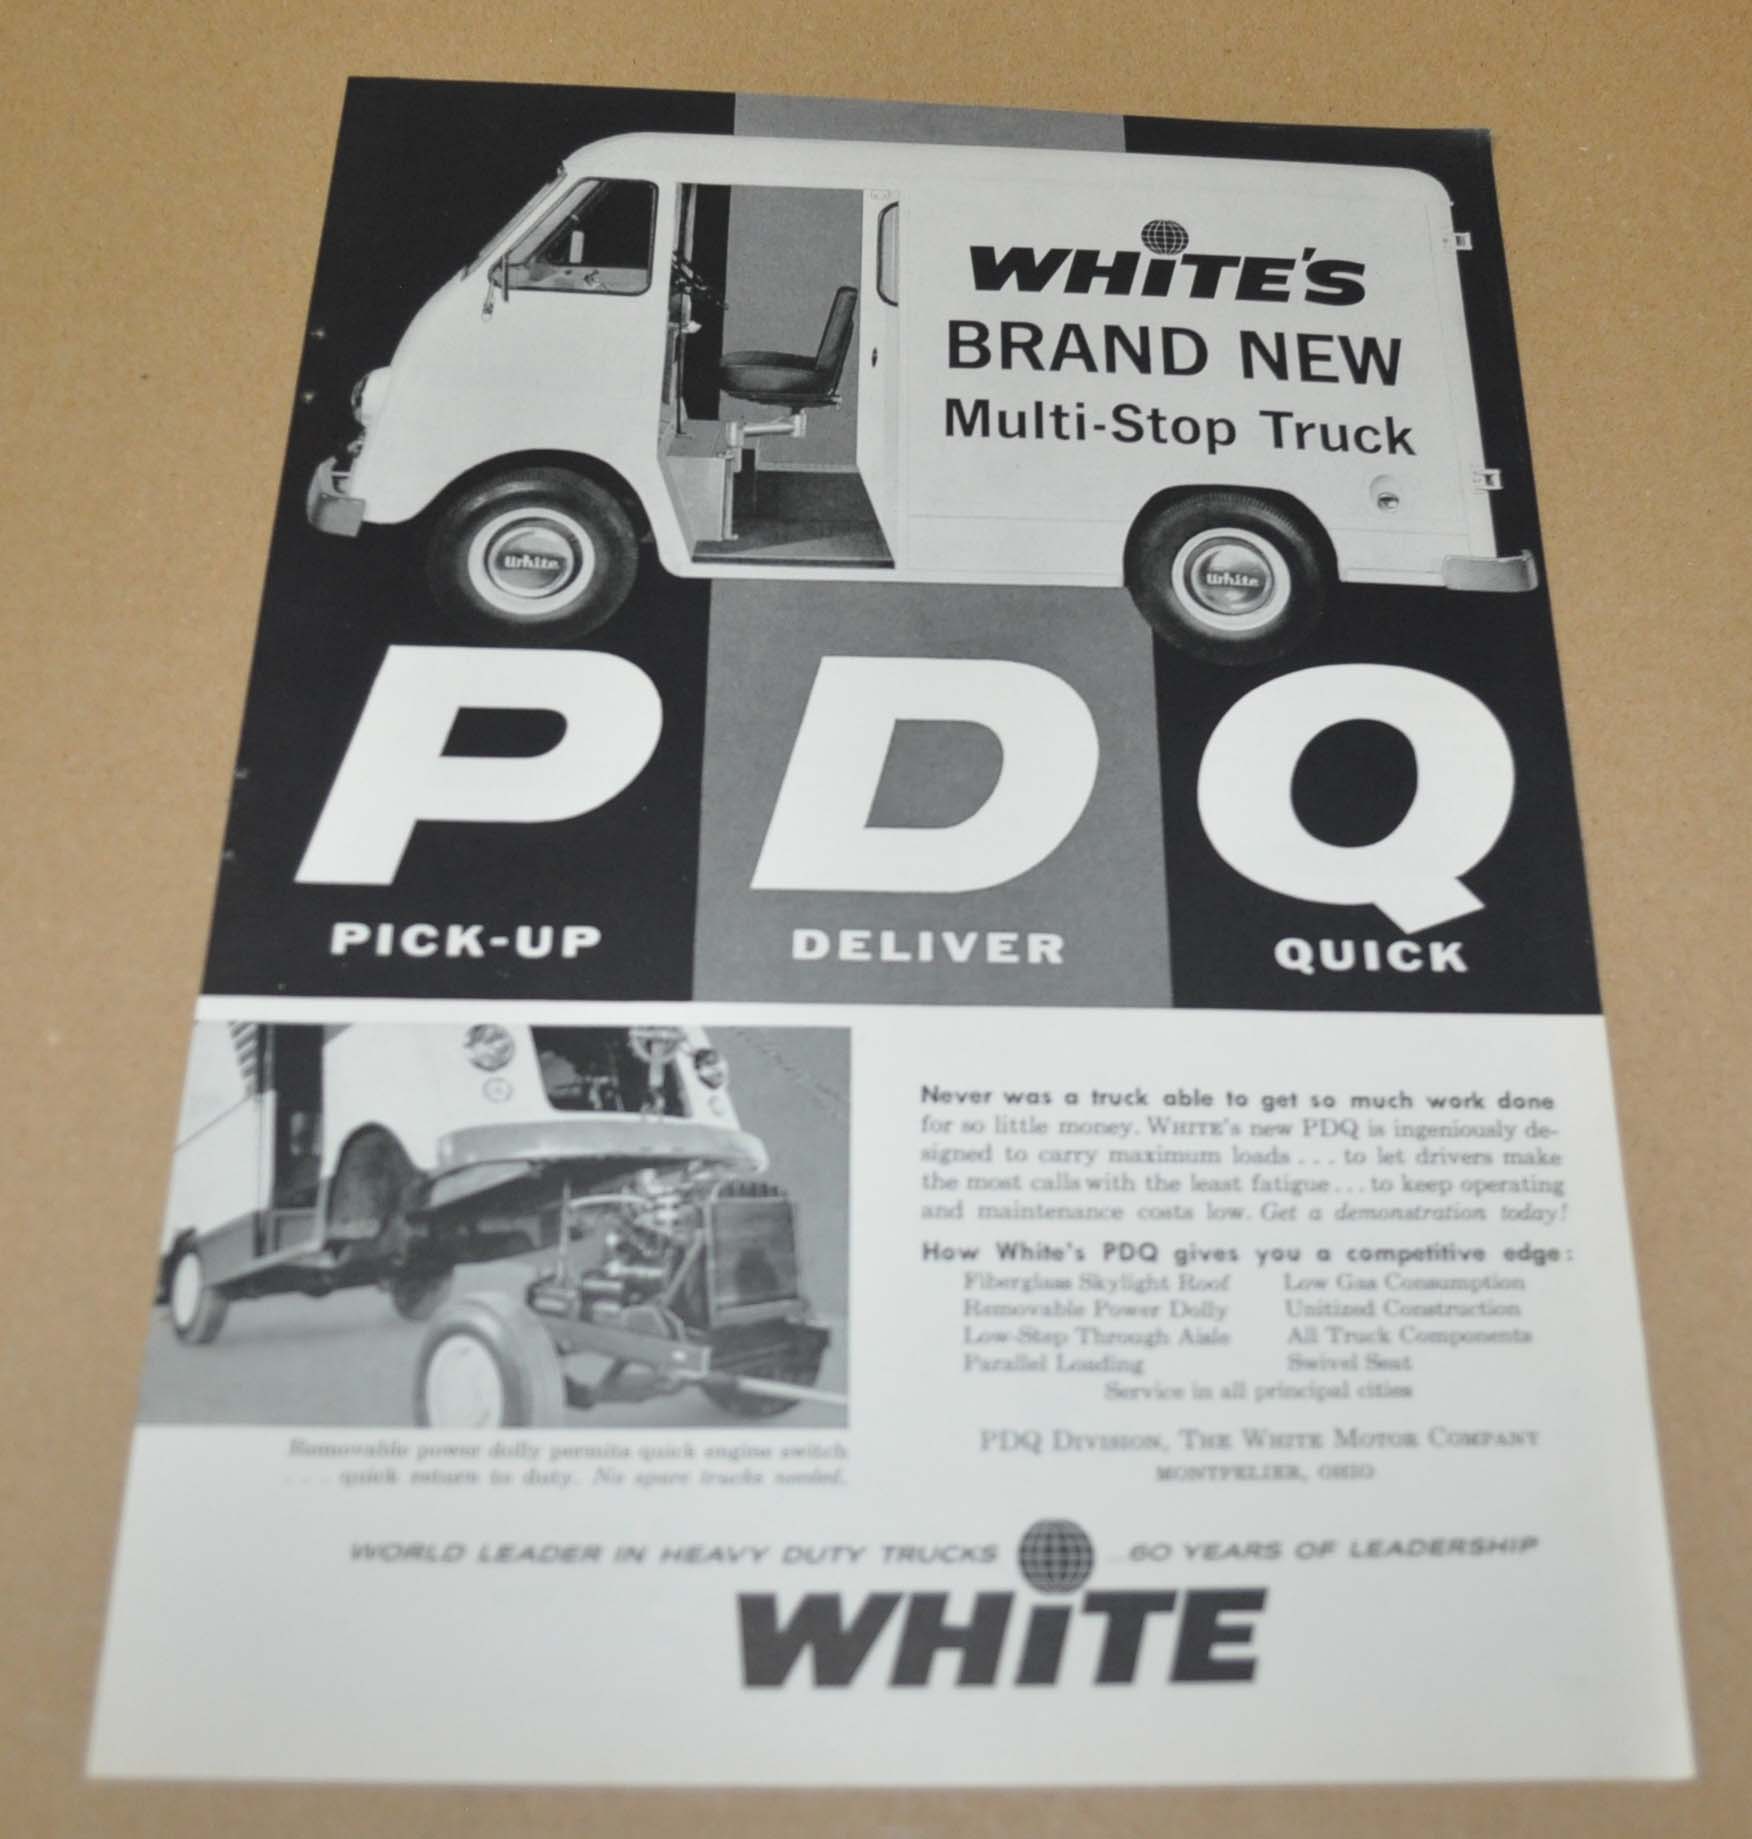 WHITE'S
BRAND NEW
Multi-Stop Truck
White
White
P D Q
PICK-UP DELIVER QUICK
Never was a truck able to get so much work done
for so little money. WHITE's new PDQ is ingeniously de-
signed to carry maximum loads . . . to let drivers make
the most calls with the least fatigue . . . to keep operating
and maintenance costs low. Get a demonstration today!
How White's PDQ gives you a competitive edge:
Fiberglass Skylight Roof Low Gas Consumption
Removable Power Dolly Unitized Construction
Low-Step Through Aisle All Truck Components
Parallel Loading Swivel Seat
Service in all principal cities
PDQ DIVISION, THE WHITE MOTOR COMPANY
MONTPELIER, OHIO
Removable power dolly permits quick engine switch
. . . quick return to duty. No spare trucks needed.
WORLD LEADER IN HEAVY DUTY TRUCKS 60 YEARS OF LEADERSHIP
WHITE